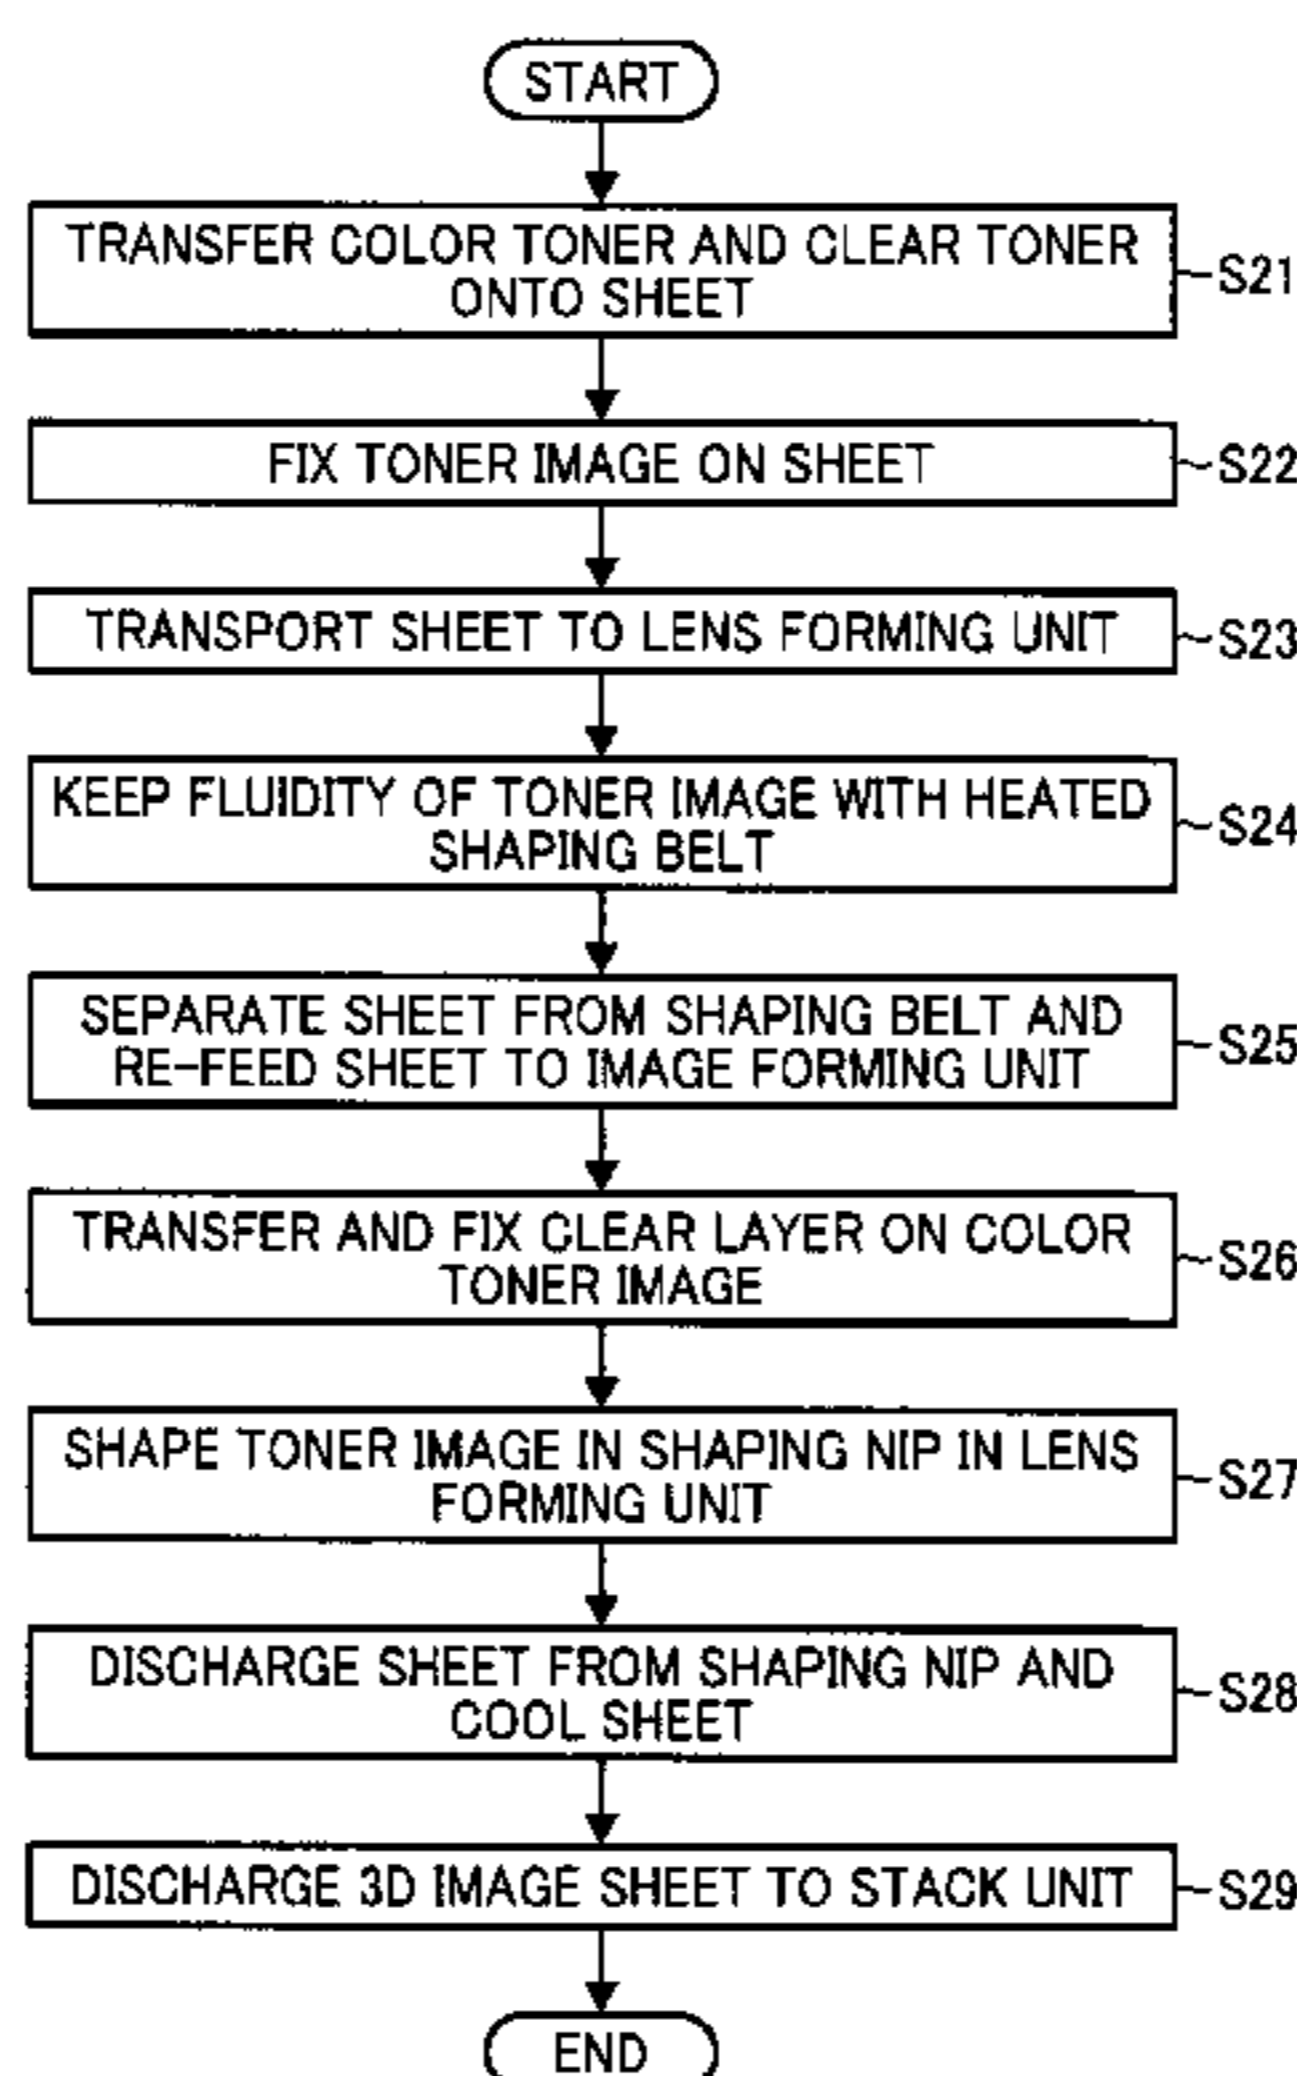 START
TRANSFER COLOR TONER AND CLEAR TONER
ONTO SHEET
S21
FIX TONER IMAGE ON SHEET
S22
TRANSPORT SHEET TO LENS FORMING UNIT
S23
KEEP FLUIDITY OF TONER IMAGE WITH HEATED
SHAPING BELT
S24
SEPARATE SHEET FROM SHAPING BELT AND
RE-FEED SHEET TO IMAGE FORMING UNIT
S25
TRANSFER AND FIX CLEAR LAYER ON COLOR
TONER IMAGE
S26
SHAPE TONER IMAGE IN SHAPING NIP IN LENS
FORMING UNIT
S27
DISCHARGE SHEET FROM SHAPING NIP AND
COOL SHEET
S28
DISCHARGE 3D IMAGE SHEET TO STACK UNIT
S29
END